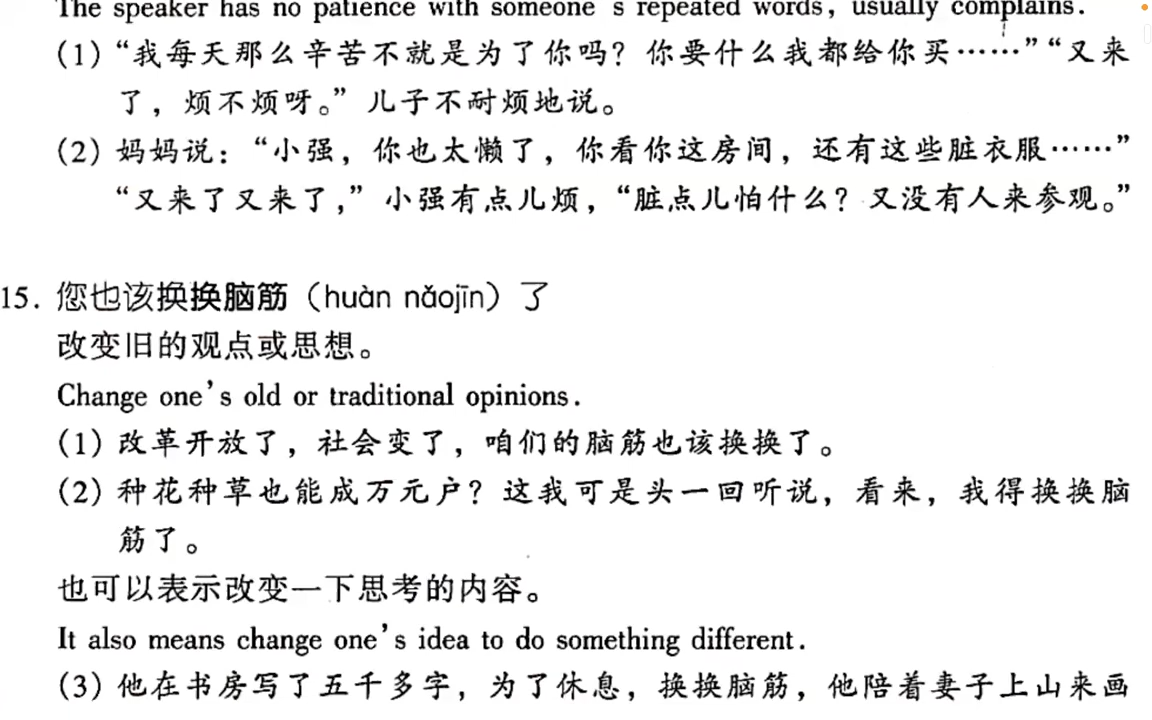 The speaker has no patience with someone's repeated words, usually complains.
(1) “我每天那么辛苦不就是为了你吗？你要什么我都给你买……”“又来
了，烦不烦呀。”儿子不耐烦地说。
(2) 妈妈说：“小强，你也太懒了，你看你这房间，还有这些脏衣服……”
“又来了又来了，”小强有点儿烦，“脏点儿怕什么？又没有人来参观。”
15. 您也该换换脑筋（huàn nǎojīn）了
改变旧的观点或思想。
Change one's old or traditional opinions.
(1) 改革开放了，社会变了，咱们的脑筋也该换换了。
(2) 种花种草也能成万元户？这我可是头一回听说，看来，我得换换脑
筋了。
也可以表示改变一下思考的内容。
It also means change one's idea to do something different.
(3) 他在书房写了五千多字，为了休息，换换脑筋，他陪着妻子上山来画